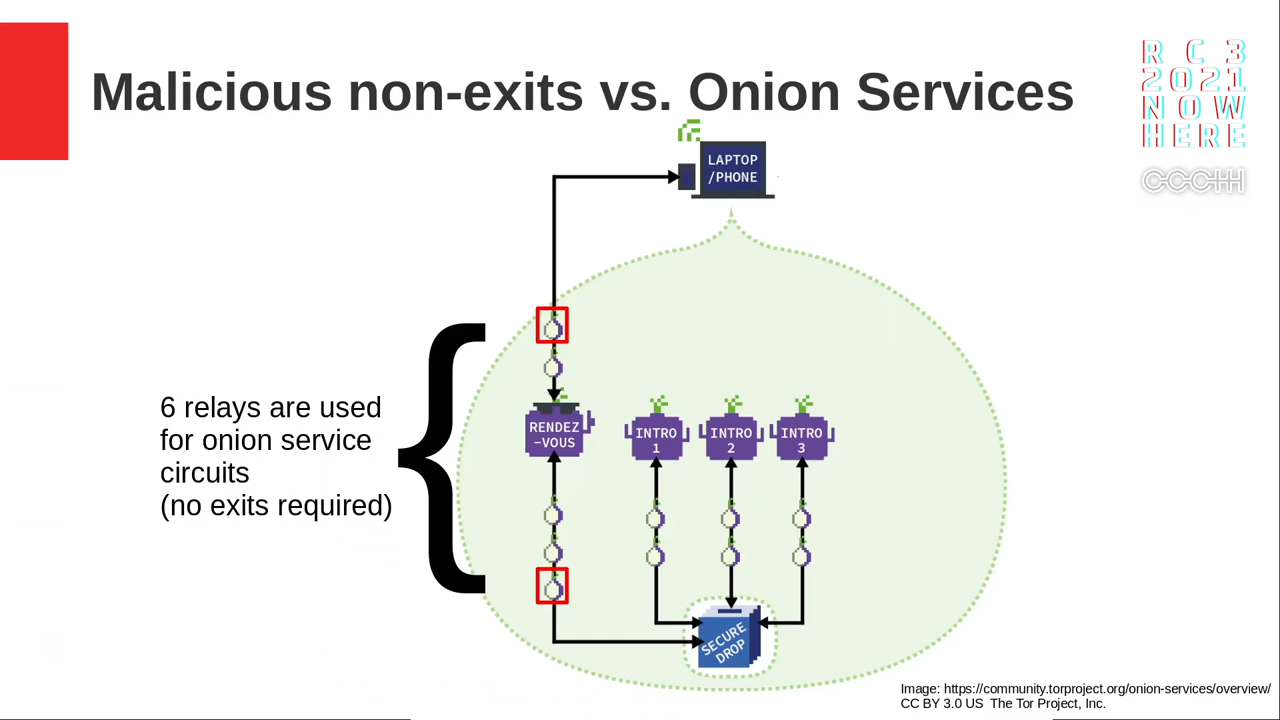 Malicious non-exits vs. Onion Services
R C 3
2021
NOW
HERE
CCCHH
LAPTOP
/PHONE
6 relays are used
for onion service
circuits
(no exits required)
{
RENDEZ
-VOUS
INTRO
1
INTRO
2
INTRO
3
SECURE
DROP
Image: https://community.torproject.org/onion-services/overview/
CC BY 3.0 US  The Tor Project, Inc.